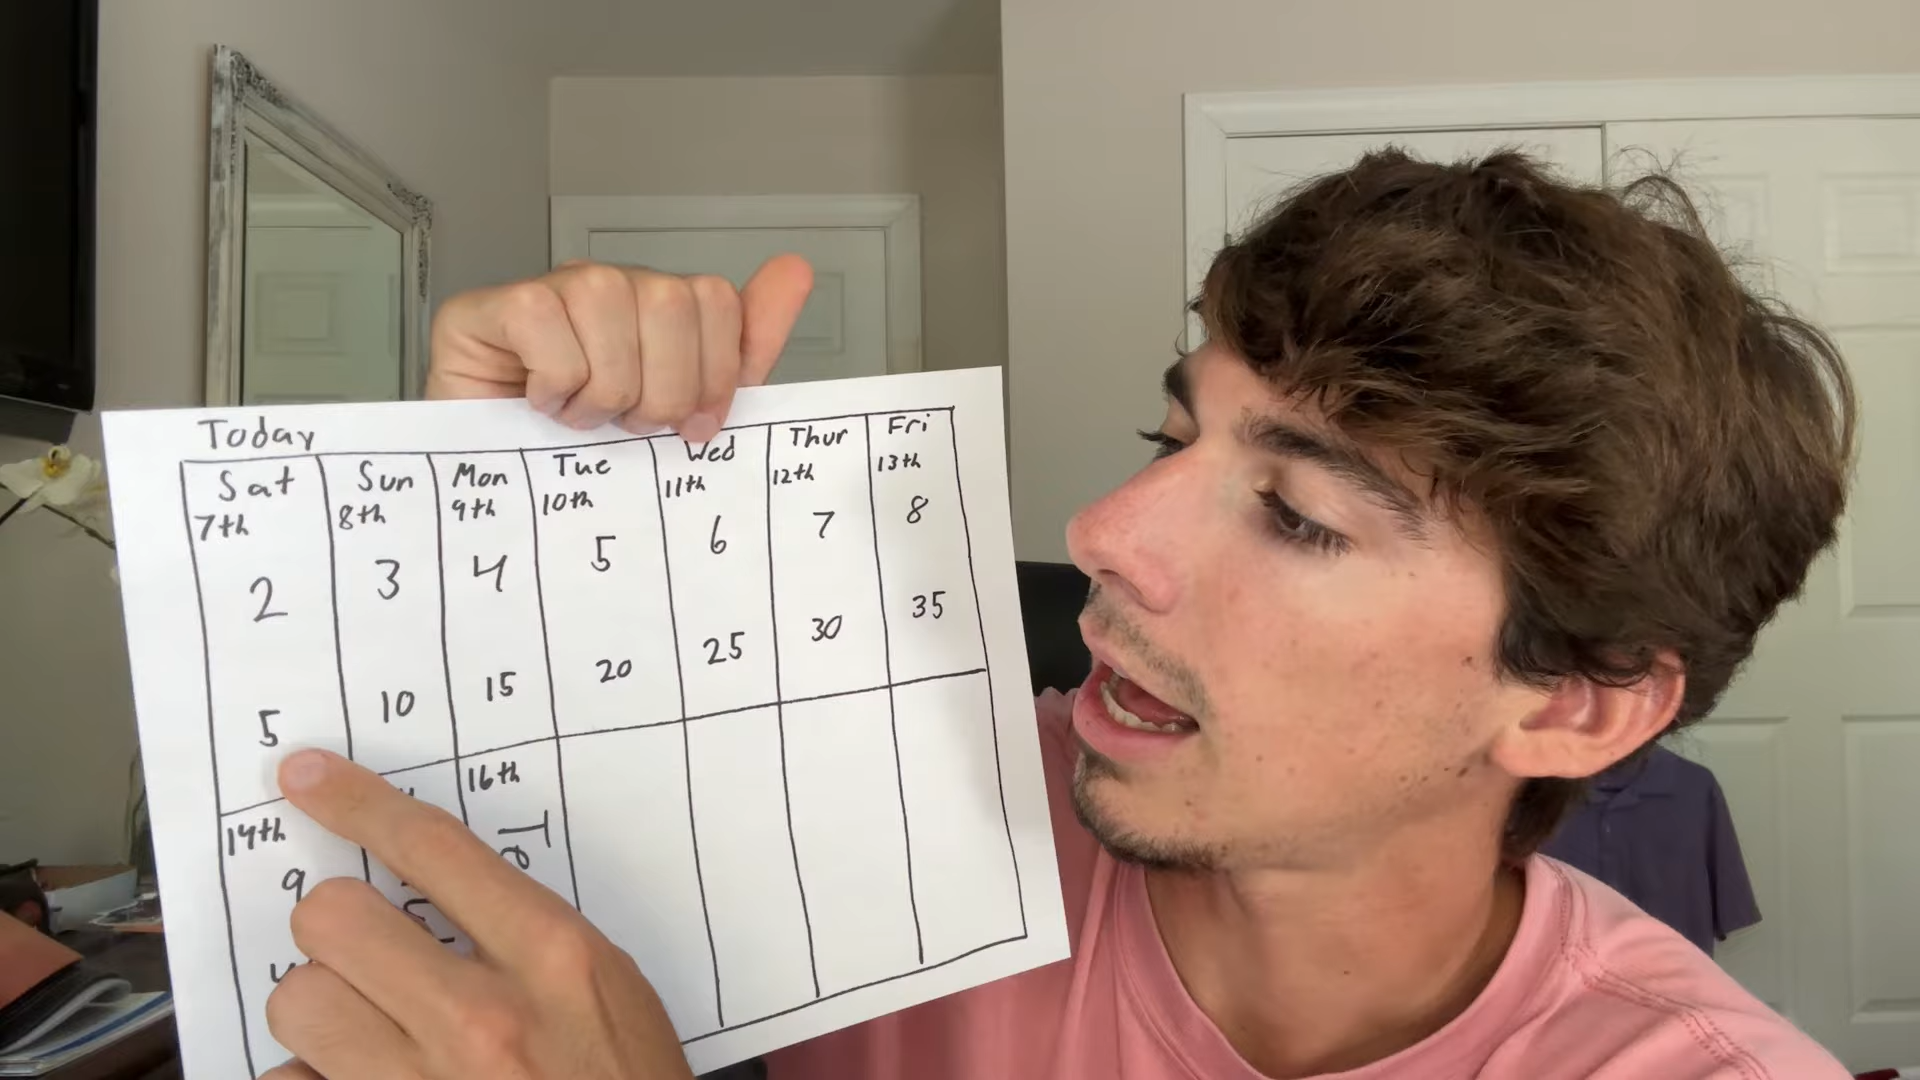 Today
Sat Sun Mon Tue Wed Thur Fri
7th 8th 9th 10th 11th 12th 13th
2 3 4 5 6 7 8
5 10 15 20 25 30 35
14th 16th
9